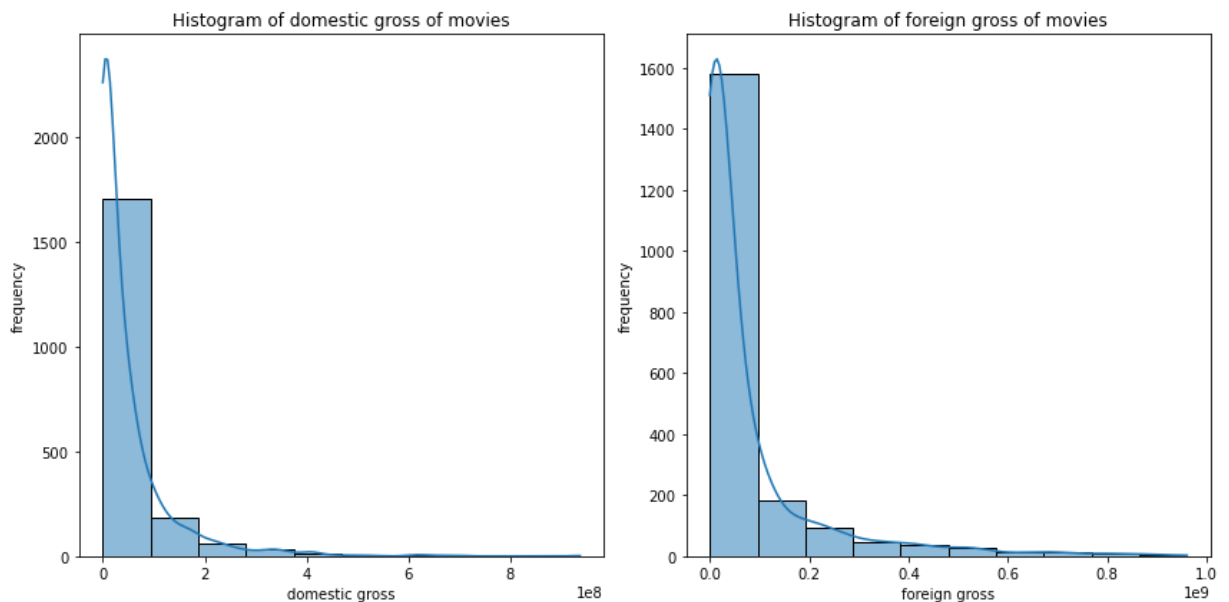 Histogram of domestic gross of movies
2000
1500
1000
500
0
frequency
0 2 4 6 8
1e8
domestic gross
Histogram of foreign gross of movies
1600
1400
1200
1000
800
600
400
200
0
frequency
0.0 0.2 0.4 0.6 0.8 1.0
1e9
foreign gross